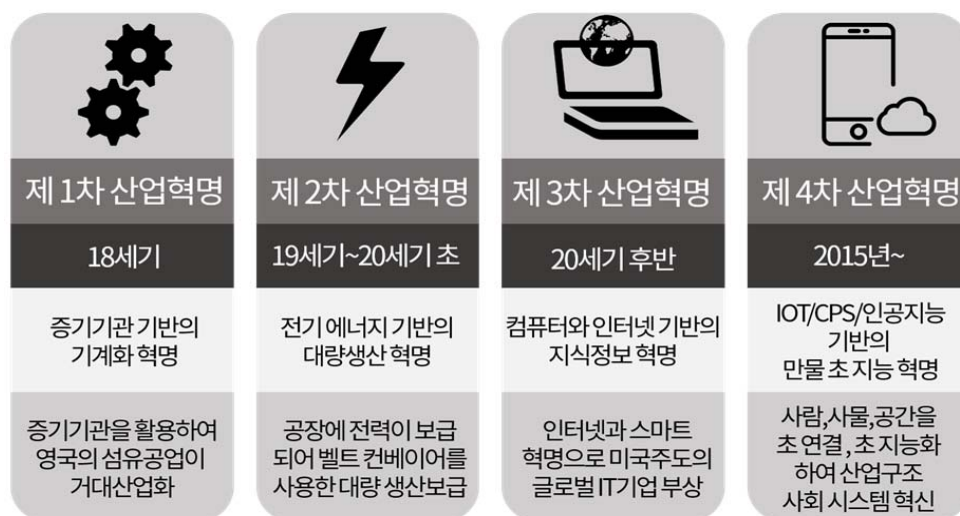 제 1차 산업혁명
18세기
증기기관 기반의
기계화 혁명
증기기관을 활용하여
영국의 섬유공업이
거대산업화
제 2차 산업혁명
19세기~20세기 초
전기 에너지 기반의
대량생산 혁명
공장에 전력이 보급
되어 벨트 컨베이어를
사용한 대량 생산보급
제 3차 산업혁명
20세기 후반
컴퓨터와 인터넷 기반의
지식정보 혁명
인터넷과 스마트
혁명으로 미국주도의
글로벌 IT기업 부상
제 4차 산업혁명
2015년~
IOT/CPS/인공지능
기반의
만물 초 지능 혁명
사람,사물,공간을
초 연결, 초 지능화
하여 산업구조
사회 시스템 혁신